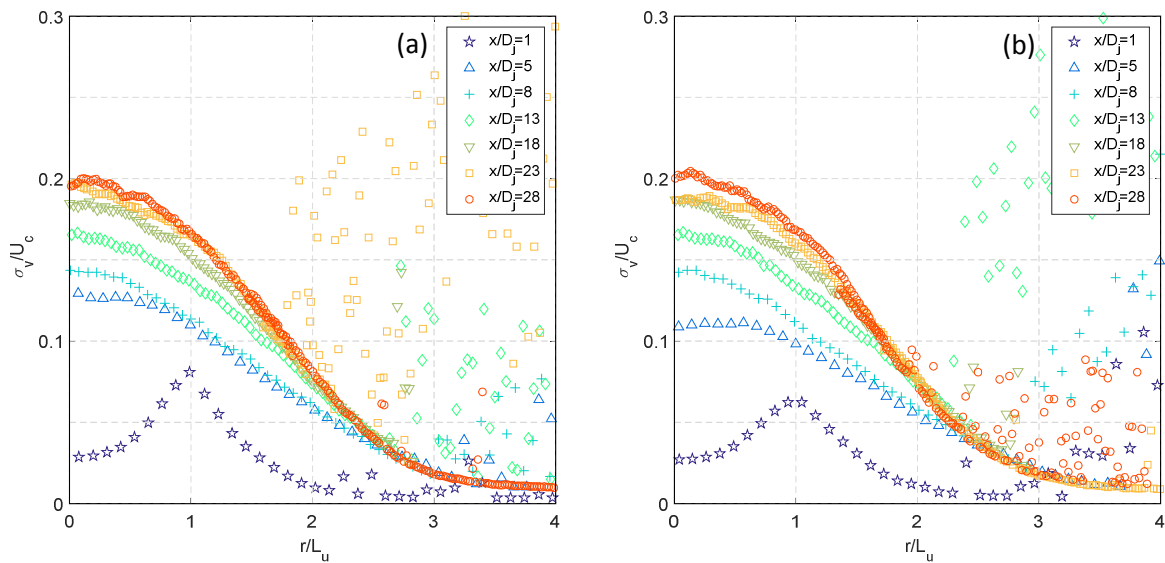 0.3
0.2
0.1
0
σ_v/U_c
(a)
x/D_j=1
x/D_j=5
x/D_j=8
x/D_j=13
x/D_j=18
x/D_j=23
x/D_j=28
0 1 2 3 4
r/L_u
0.3
0.2
0.1
0
σ_v/U_c
(b)
x/D_j=1
x/D_j=5
x/D_j=8
x/D_j=13
x/D_j=18
x/D_j=23
x/D_j=28
0 1 2 3 4
r/L_u